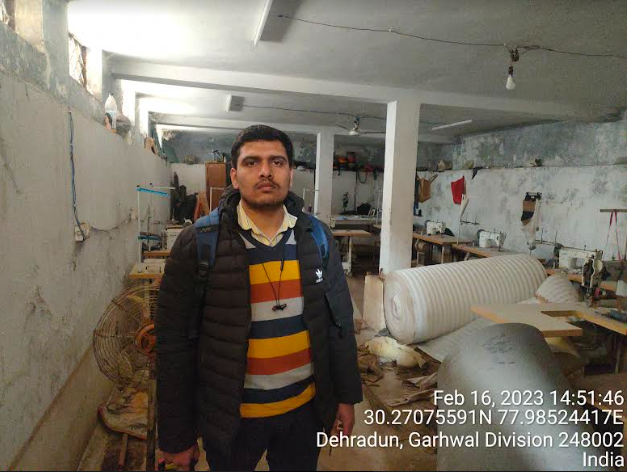 Feb 16, 2023 14:51:46
30.27075591N 77.98524417E
Dehradun, Garhwal Division 248002
India